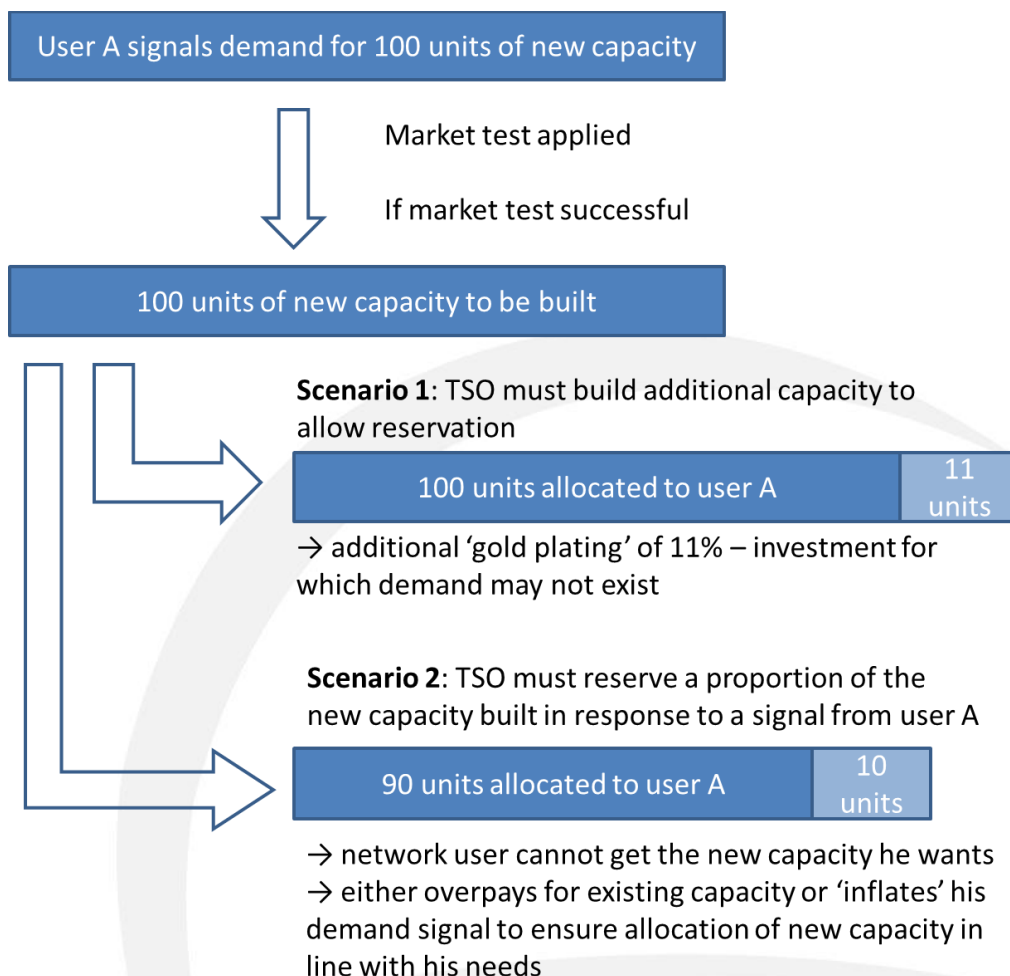 User A signals demand for 100 units of new capacity
Market test applied
If market test successful
100 units of new capacity to be built
Scenario 1: TSO must build additional capacity to
allow reservation
100 units allocated to user A
11
units
→ additional ‘gold plating’ of 11% – investment for
which demand may not exist
Scenario 2: TSO must reserve a proportion of the
new capacity built in response to a signal from user A
90 units allocated to user A
10
units
→ network user cannot get the new capacity he wants
→ either overpays for existing capacity or ‘inflates’ his
demand signal to ensure allocation of new capacity in
line with his needs